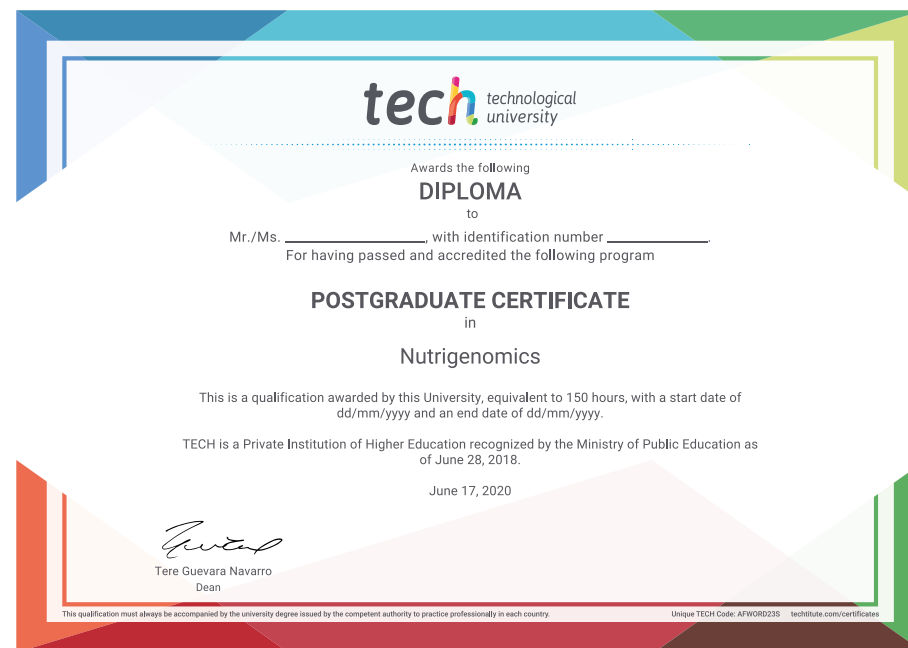 tech technological
university
Awards the following
DIPLOMA
to
Mr./Ms. ____________________, with identification number ______________.
For having passed and accredited the following program
POSTGRADUATE CERTIFICATE
in
Nutrigenomics
This is a qualification awarded by this University, equivalent to 150 hours, with a start date of
dd/mm/yyyy and an end date of dd/mm/yyyy.
TECH is a Private Institution of Higher Education recognized by the Ministry of Public Education as
of June 28, 2018.
June 17, 2020
Tere Guevara Navarro
Dean
This qualification must always be accompanied by the university degree issued by the competent authority to practice professionally in each country. Unique TECH Code: AFWORD23S techtitute.com/certificates